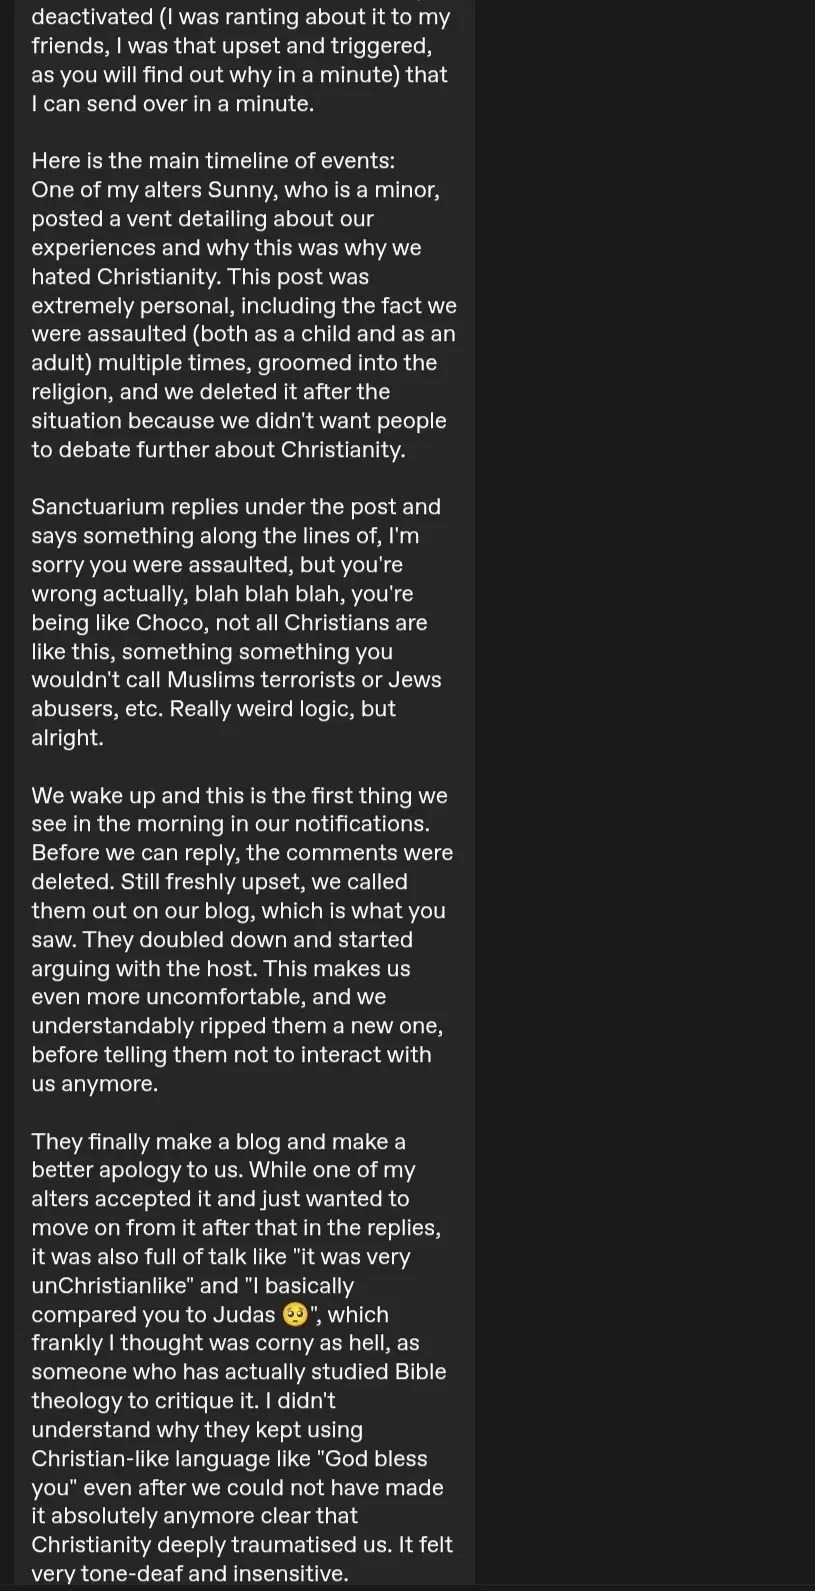 deactivated (I was ranting about it to my
friends, I was that upset and triggered,
as you will find out why in a minute) that
I can send over in a minute.
Here is the main timeline of events:
One of my alters Sunny, who is a minor,
posted a vent detailing about our
experiences and why this was why we
hated Christianity. This post was
extremely personal, including the fact we
were assaulted (both as a child and as an
adult) multiple times, groomed into the
religion, and we deleted it after the
situation because we didn't want people
to debate further about Christianity.
Sanctuarium replies under the post and
says something along the lines of, I'm
sorry you were assaulted, but you're
wrong actually, blah blah blah, you're
being like Choco, not all Christians are
like this, something something you
wouldn't call Muslims terrorists or Jews
abusers, etc. Really weird logic, but
alright.
We wake up and this is the first thing we
see in the morning in our notifications.
Before we can reply, the comments were
deleted. Still freshly upset, we called
them out on our blog, which is what you
saw. They doubled down and started
arguing with the host. This makes us
even more uncomfortable, and we
understandably ripped them a new one,
before telling them not to interact with
us anymore.
They finally make a blog and make a
better apology to us. While one of my
alters accepted it and just wanted to
move on from it after that in the replies,
it was also full of talk like "it was very
unChristianlike" and "I basically
compared you to Judas 🥺", which
frankly I thought was corny as hell, as
someone who has actually studied Bible
theology to critique it. I didn't
understand why they kept using
Christian-like language like "God bless
you" even after we could not have made
it absolutely anymore clear that
Christianity deeply traumatised us. It felt
very tone-deaf and insensitive.